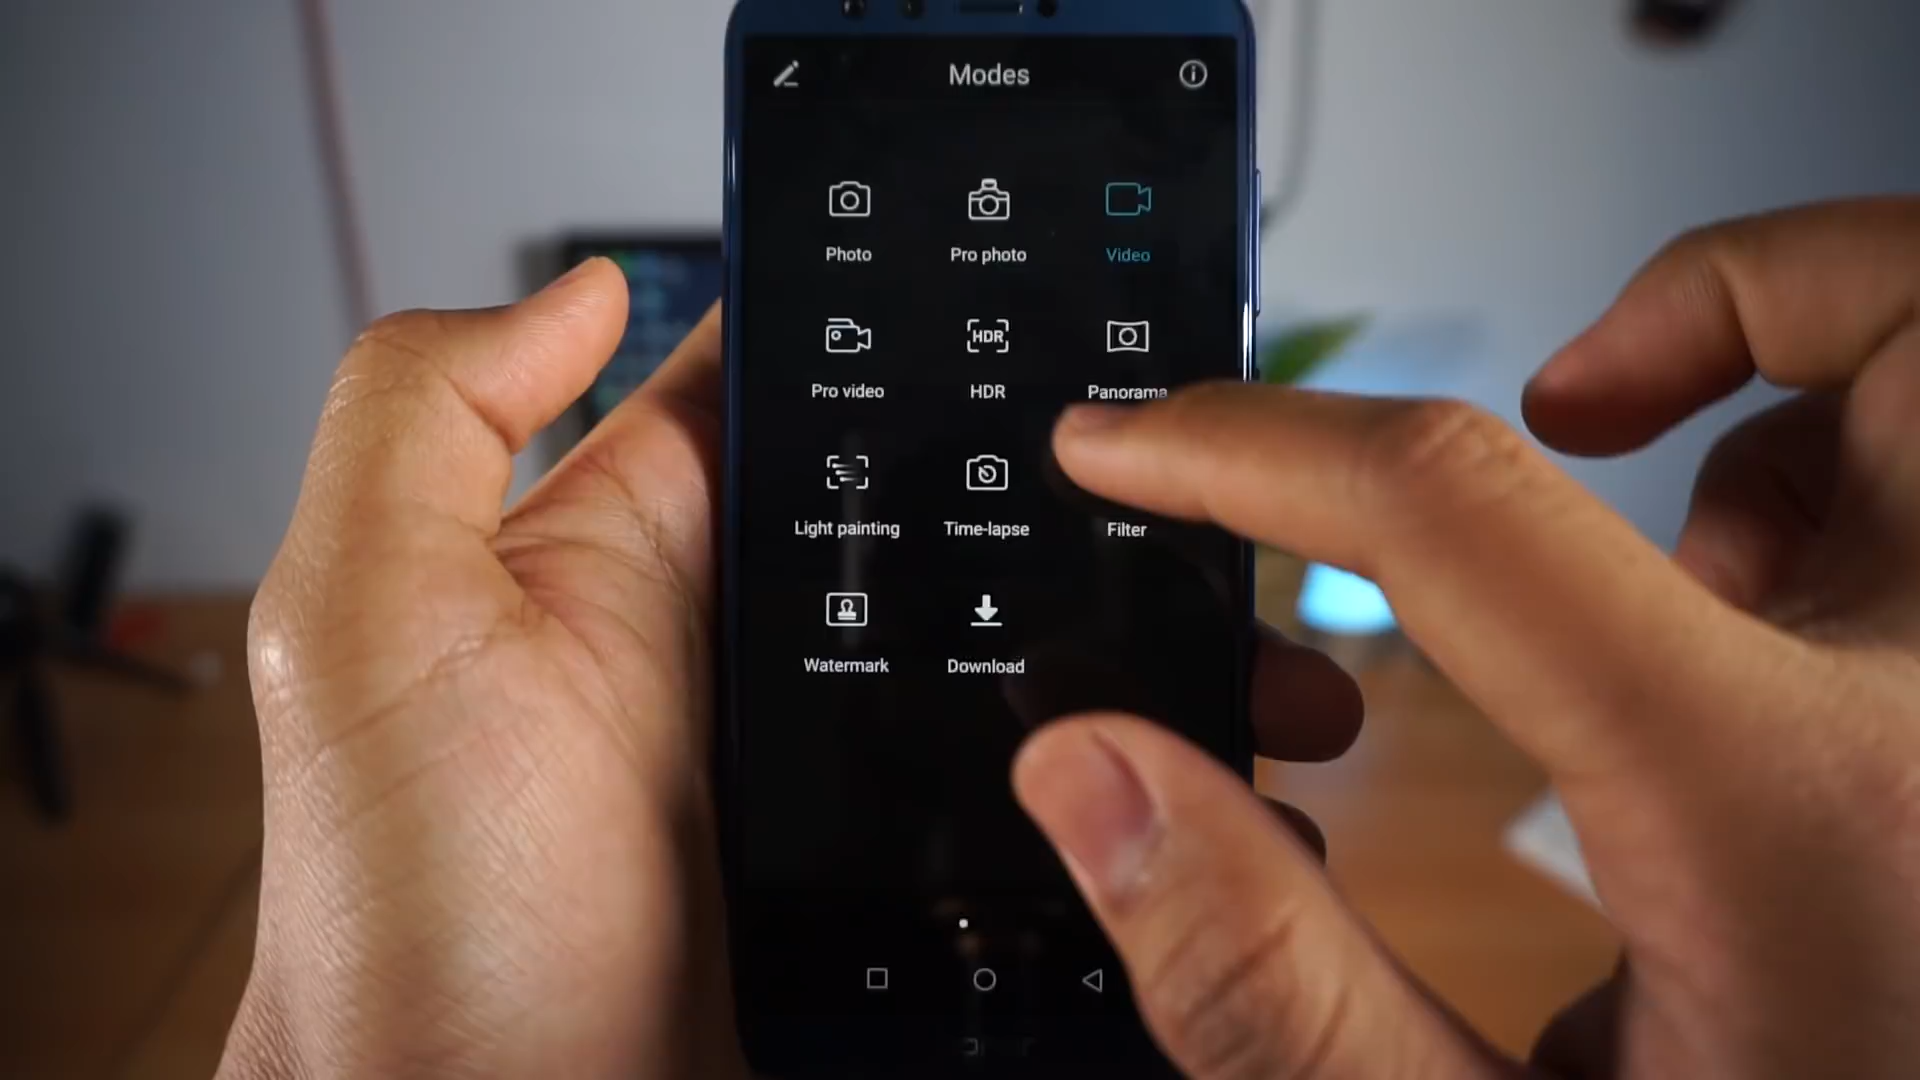 Modes
Photo
Pro photo
Video
Pro video
HDR
HDR
Panorama
Light painting
Time-lapse
Filter
Watermark
Download